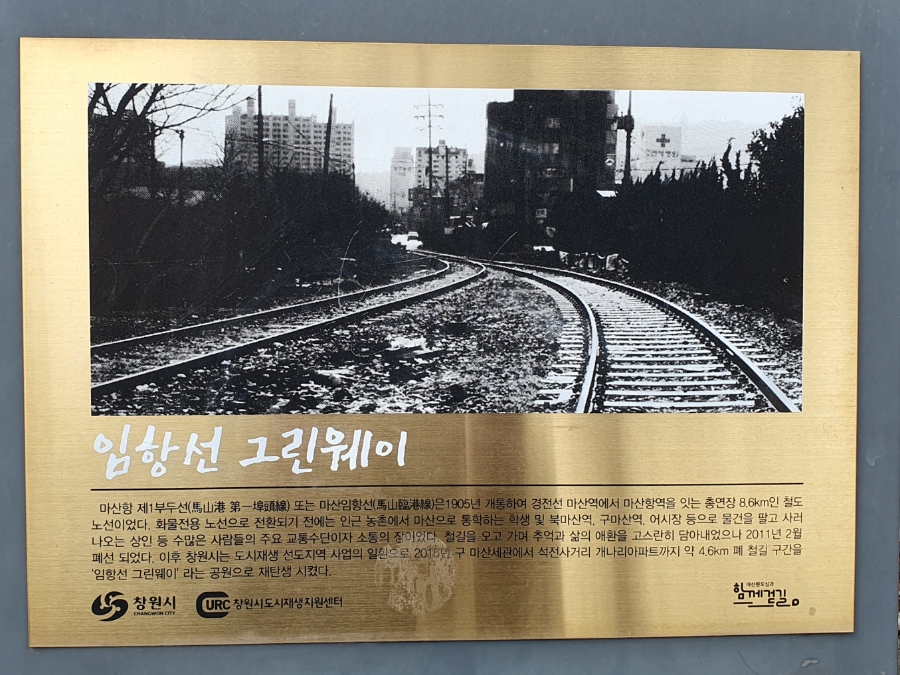 임항선 그린웨이
마산항 제1부두선(馬山港 第一埠頭線) 또는 마산임항선(馬山臨港線)은1905년 개통하여 경전선 마산역에서 마산항역을 잇는 총연장 8.6km인 철도
노선이었다. 화물전용 노선으로 전환되기 전에는 인근 농촌에서 마산으로 통학하는 학생 및 북마산역, 구마산역, 어시장 등으로 물건을 팔고 사러
나오는 상인 등 수많은 사람들의 주요 교통수단이자 소통의 장이었다. 철길을 오고 가며 추억과 삶의 애환을 고스란히 담아내었으나 2011년 2월
폐선 되었다. 이후 창원시는 도시재생 선도지역 사업의 일환으로 2015년 구 마산세관에서 석전사거리 개나리아파트까지 약 4.6km 폐 철길 구간을
'임항선 그린웨이' 라는 공원으로 재탄생 시켰다.
창원시
CHANGWON CITY
CURC 창원시도시재생지원센터
마산원도심과
함께걷길